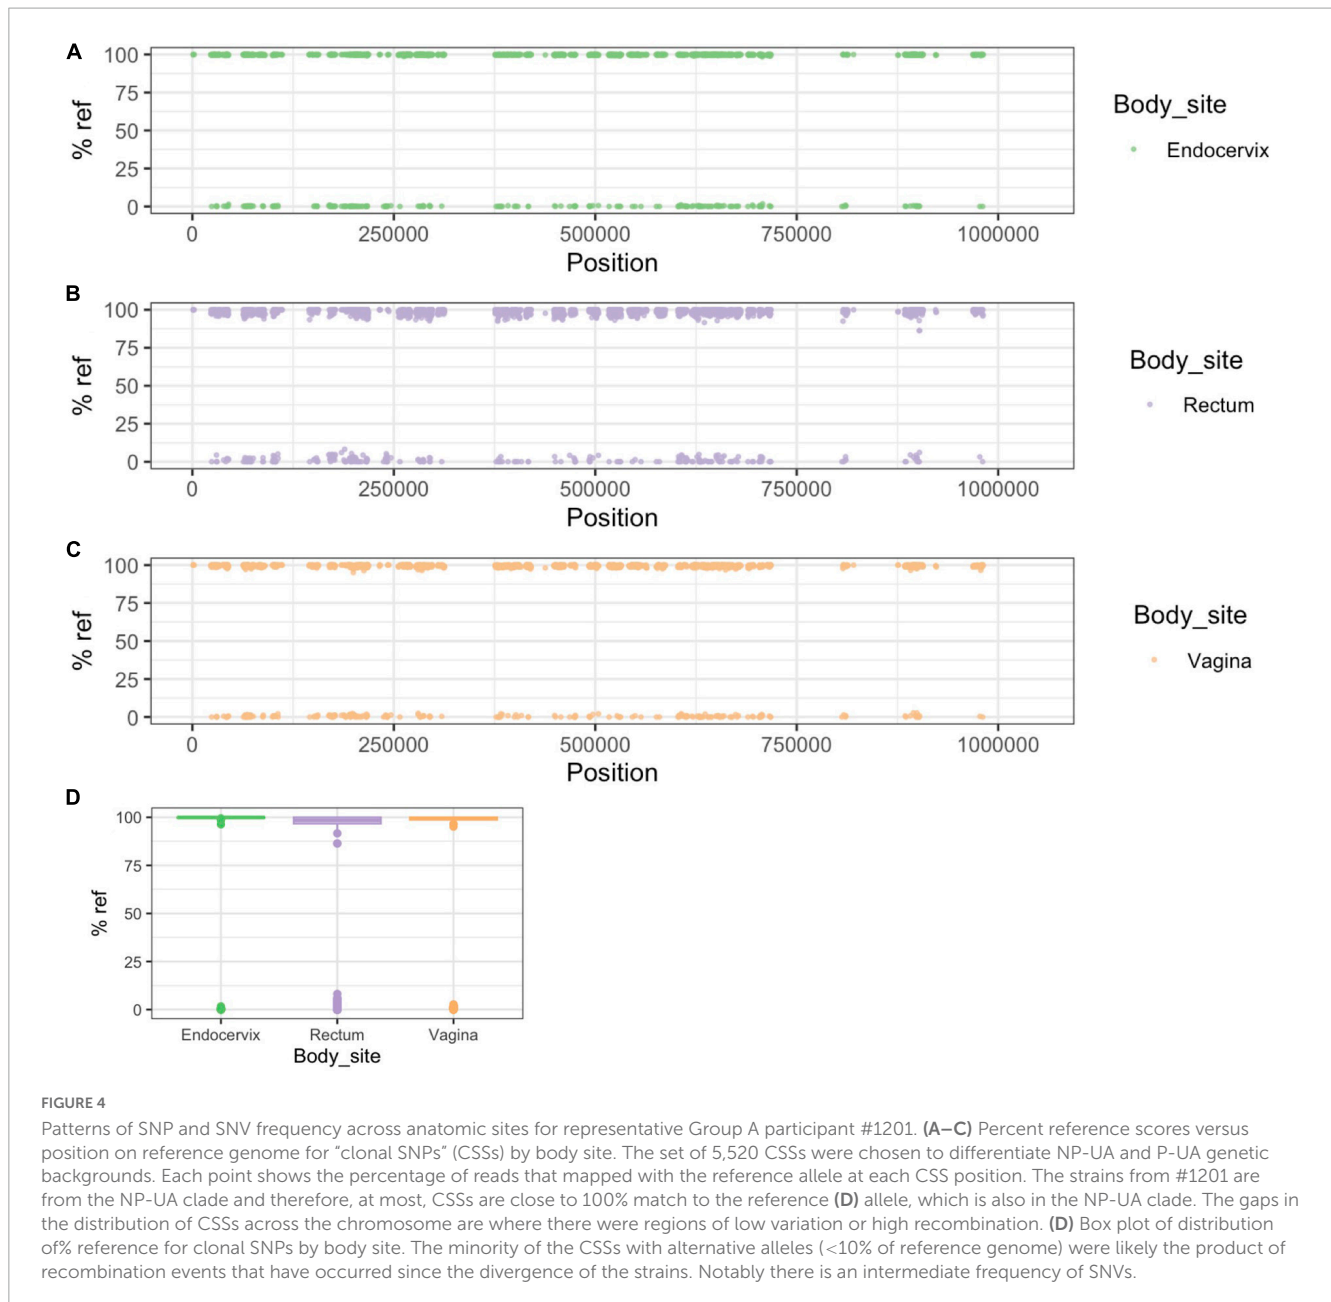 A
100
75
50
25
0
% ref
0 250000 500000 750000 1000000
Position
Body_site
Endocervix
B
100
75
50
25
0
% ref
0 250000 500000 750000 1000000
Position
Body_site
Rectum
C
100
75
50
25
0
% ref
0 250000 500000 750000 1000000
Position
Body_site
Vagina
D
100
75
50
25
0
% ref
Endocervix Rectum Vagina
Body_site
FIGURE 4
Patterns of SNP and SNV frequency across anatomic sites for representative Group A participant #1201. (A–C) Percent reference scores versus
position on reference genome for “clonal SNPs” (CSSs) by body site. The set of 5,520 CSSs were chosen to differentiate NP-UA and P-UA genetic
backgrounds. Each point shows the percentage of reads that mapped with the reference allele at each CSS position. The strains from #1201 are
from the NP-UA clade and therefore, at most, CSSs are close to 100% match to the reference (D) allele, which is also in the NP-UA clade. The gaps in
the distribution of CSSs across the chromosome are where there were regions of low variation or high recombination. (D) Box plot of distribution
of% reference for clonal SNPs by body site. The minority of the CSSs with alternative alleles (<10% of reference genome) were likely the product of
recombination events that have occurred since the divergence of the strains. Notably there is an intermediate frequency of SNVs.